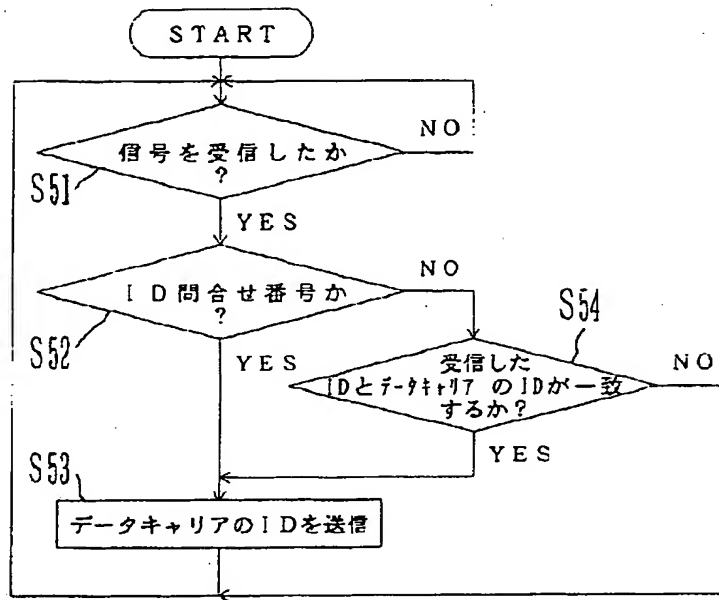 START
信号を受信したか
?
NO
S51
YES
ID問合せ番号か
?
NO
S52
YES
S54
受信した
IDとデータキャリア のIDが一致
するか?
NO
YES
S53
データキャリアのIDを送信